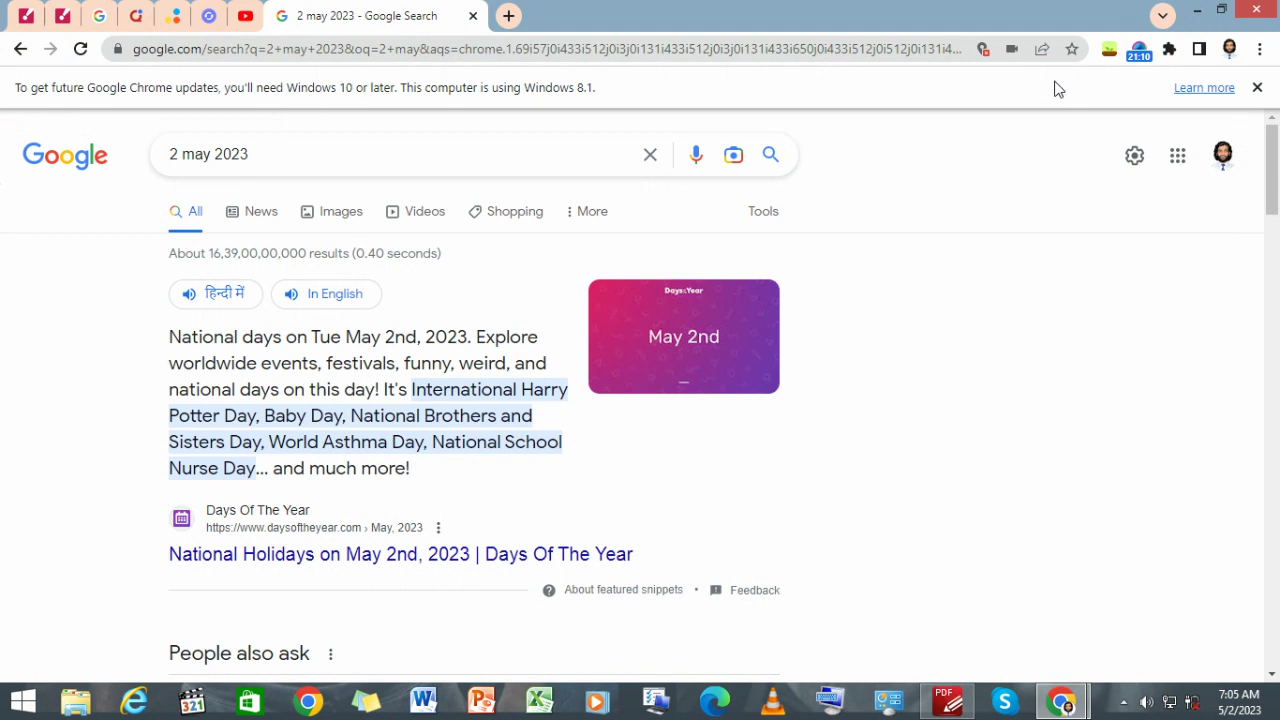 2 may 2023 - Google Search
google.com/search?q=2+may+2023&oq=2+may&aqs=chrome.1.69i57j0i433i512j0i3j0i131i433i512j0i3j0i131i433i650j0i433i512j0i512j0i131i4...
21:10
To get future Google Chrome updates, you'll need Windows 10 or later. This computer is using Windows 8.1.
Learn more
Google
2 may 2023
All
News
Images
Videos
Shopping
More
Tools
About 16,39,00,00,000 results (0.40 seconds)
हिन्दी में
In English
National days on Tue May 2nd, 2023. Explore
worldwide events, festivals, funny, weird, and
national days on this day! It's International Harry
Potter Day, Baby Day, National Brothers and
Sisters Day, World Asthma Day, National School
Nurse Day... and much more!
Days Of The Year
May 2nd
Days Of The Year
https://www.daysoftheyear.com › May, 2023
National Holidays on May 2nd, 2023 | Days Of The Year
About featured snippets
•
Feedback
People also ask
321
PDF
7:05 AM
5/2/2023